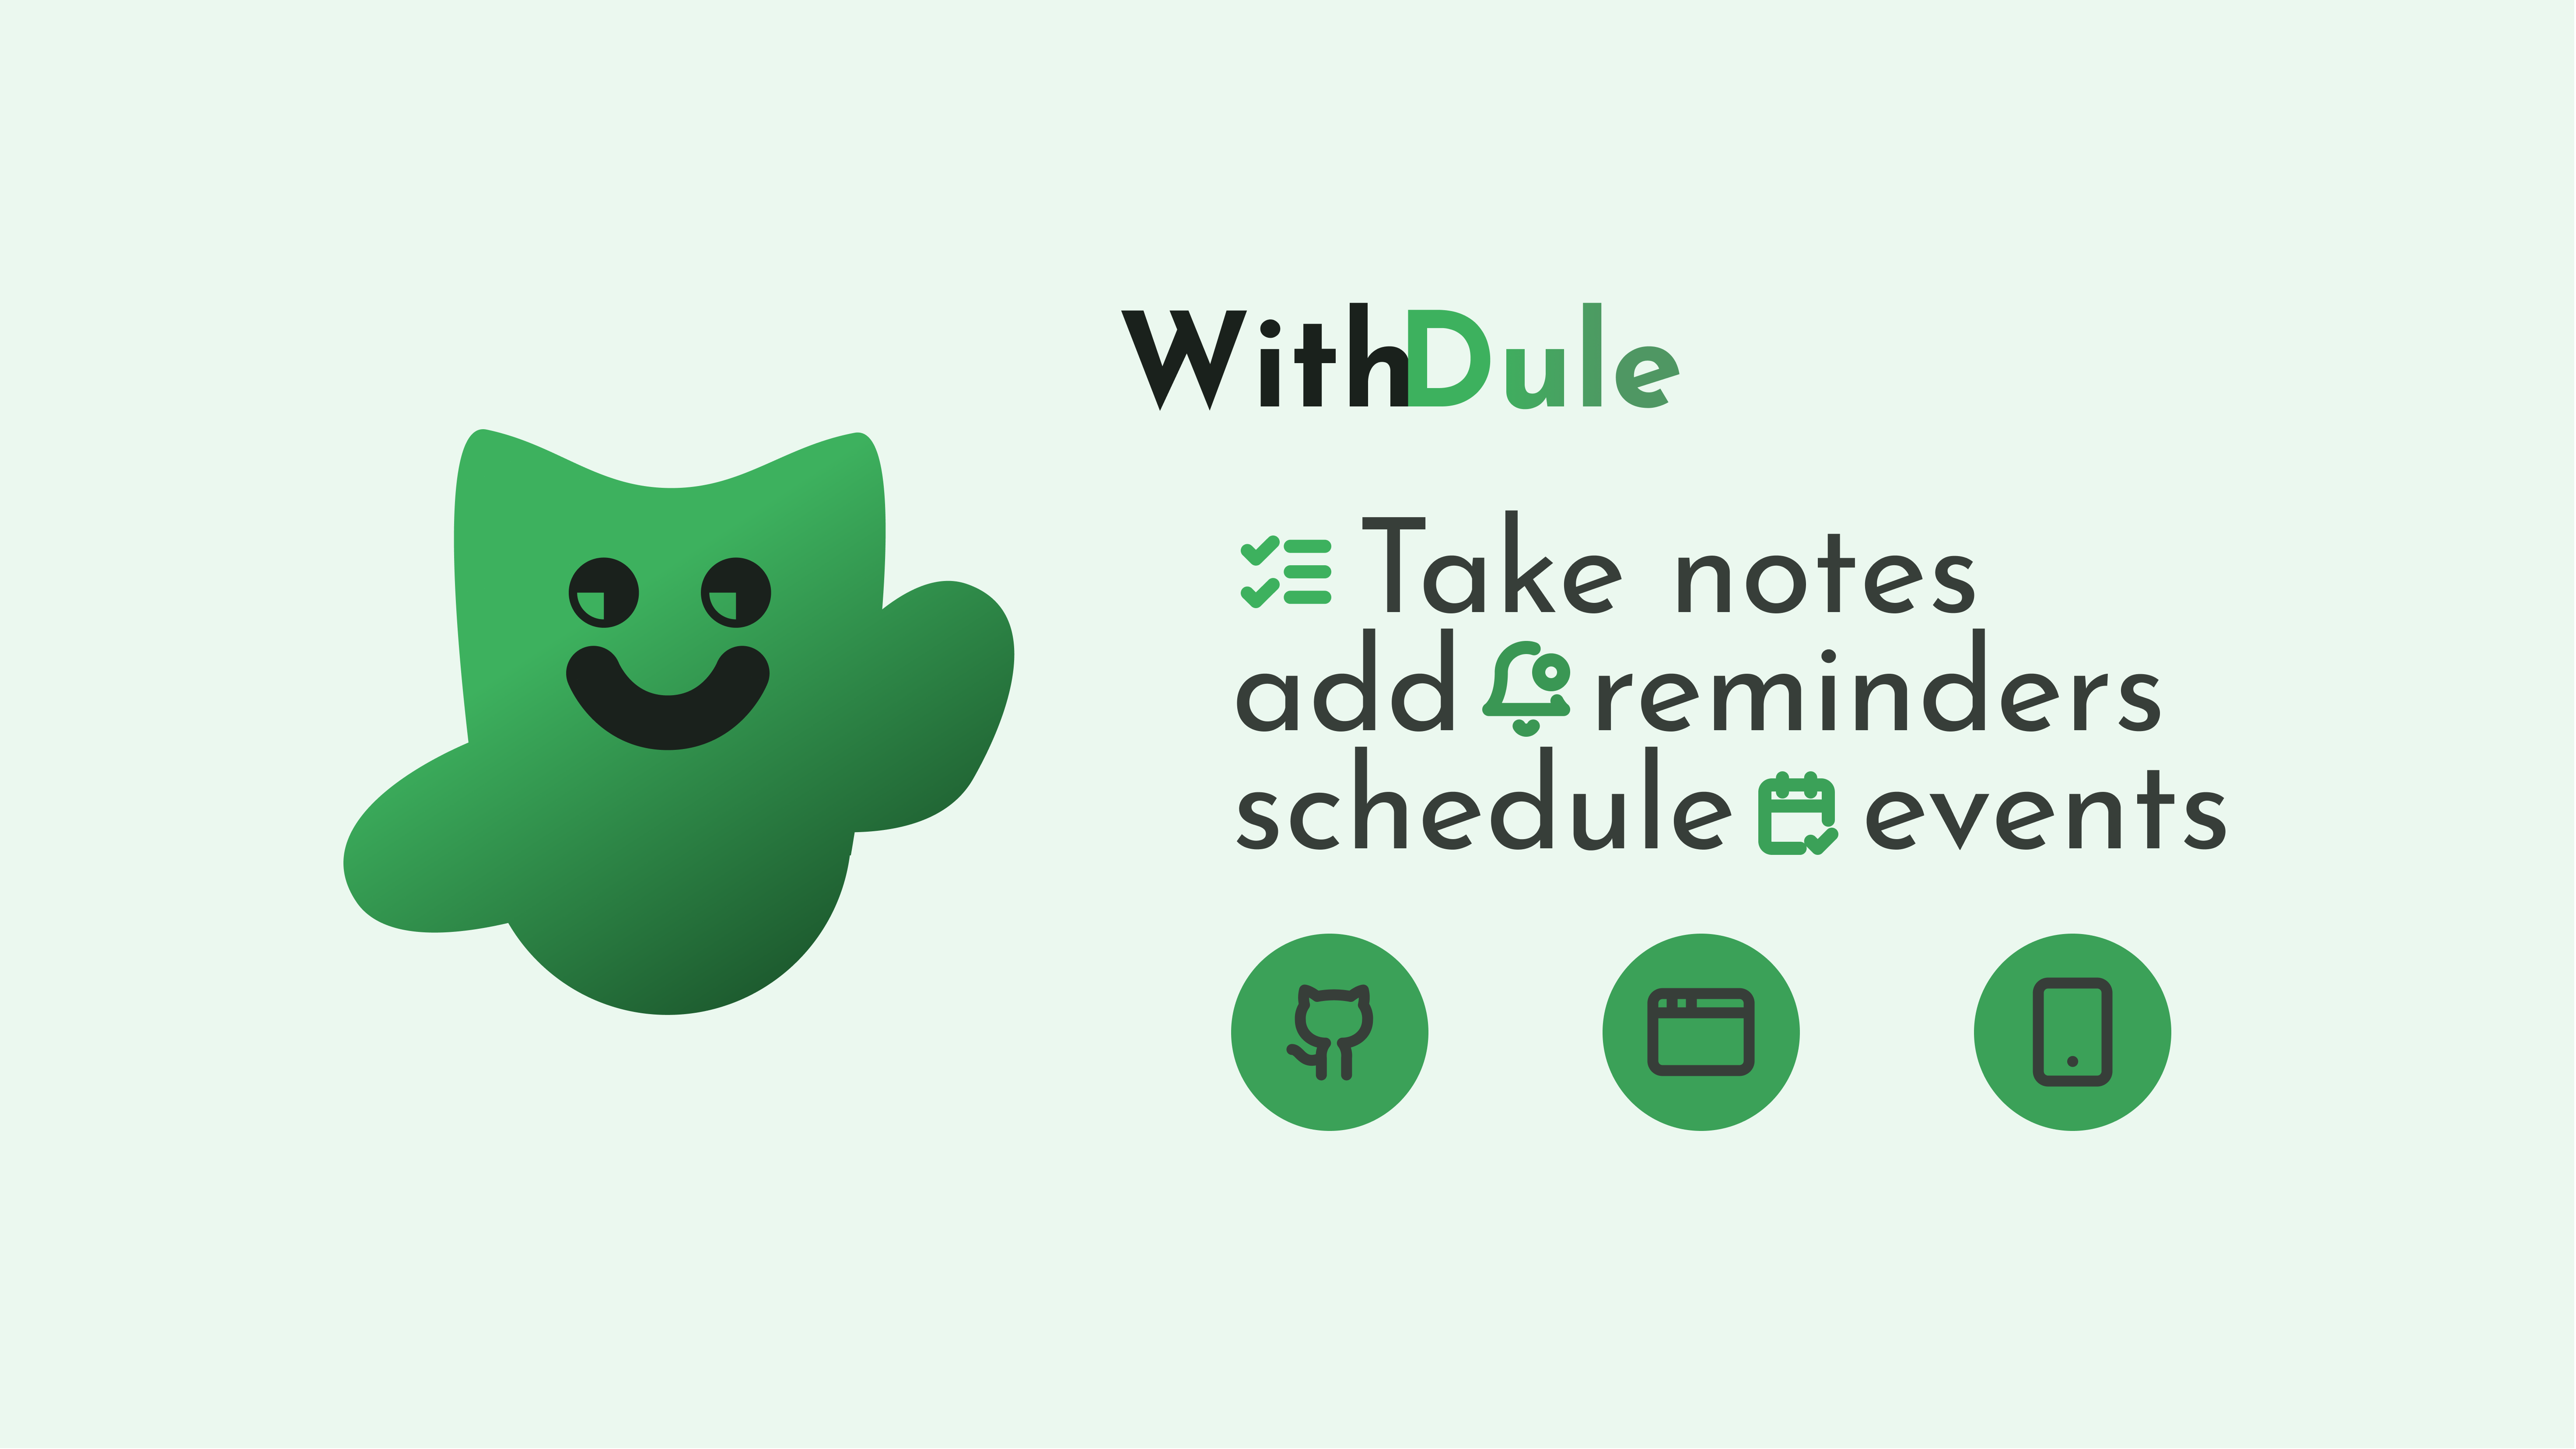 WithDule
Take notes
add reminders
schedule events